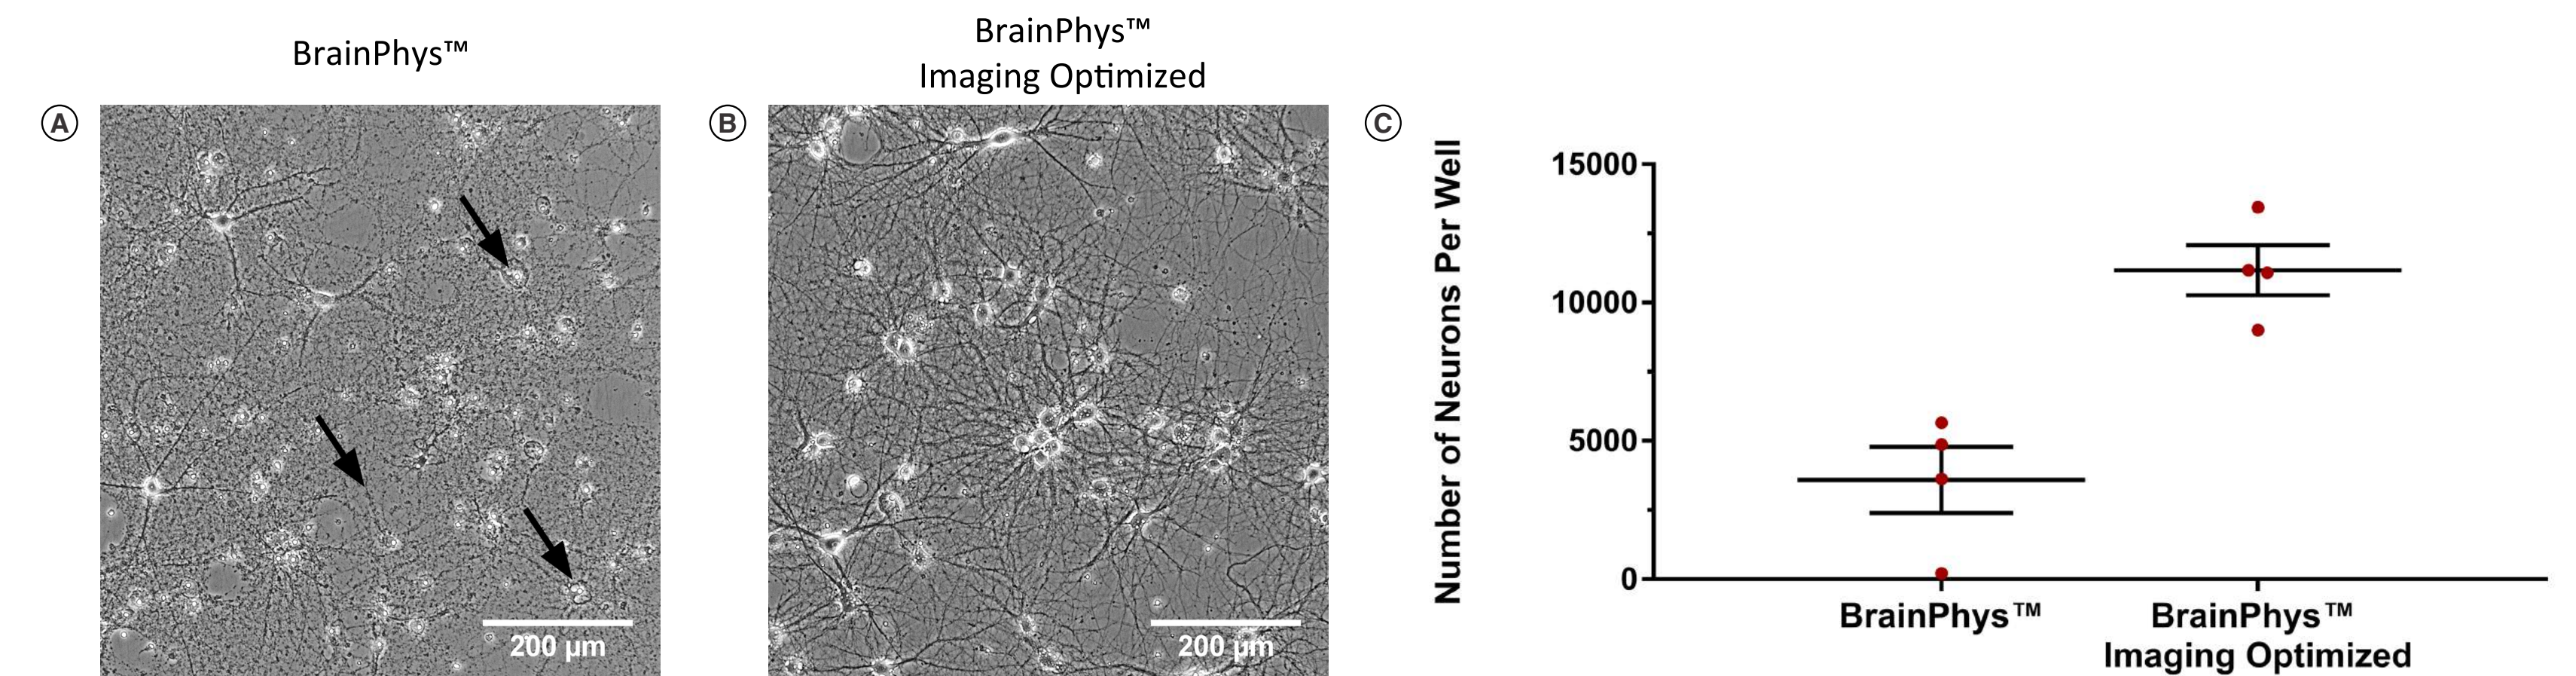 BrainPhys™
BrainPhys™
Imaging Optimized
A
B
C
200 µm
200 µm
Number of Neurons Per Well
15000
10000
5000
0
BrainPhys™
BrainPhys™
Imaging Optimized